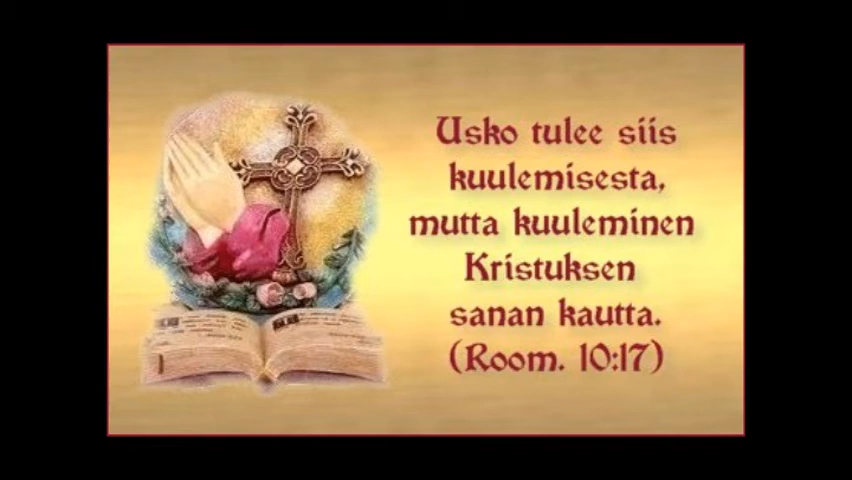 Usko tulee siis
kuulemisesta,
mutta kuuleminen
Kristuksen
sanan kautta.
(Room. 10:17)